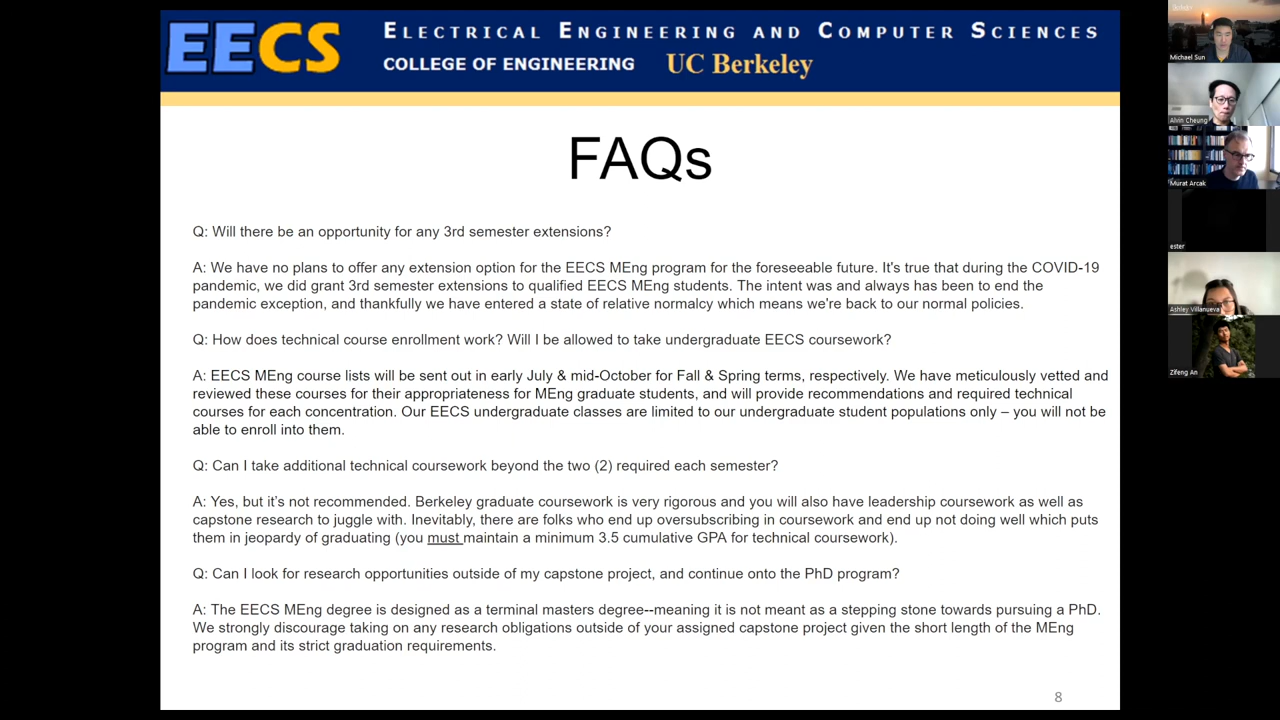 EECS
ELECTRICAL ENGINEERING AND COMPUTER SCIENCES
COLLEGE OF ENGINEERING UC Berkeley
FAQs
Q: Will there be an opportunity for any 3rd semester extensions?
A: We have no plans to offer any extension option for the EECS MEng program for the foreseeable future. It's true that during the COVID-19
pandemic, we did grant 3rd semester extensions to qualified EECS MEng students. The intent was and always has been to end the
pandemic exception, and thankfully we have entered a state of relative normalcy which means we're back to our normal policies.
Q: How does technical course enrollment work? Will I be allowed to take undergraduate EECS coursework?
A: EECS MEng course lists will be sent out in early July & mid-October for Fall & Spring terms, respectively. We have meticulously vetted and
reviewed these courses for their appropriateness for MEng graduate students, and will provide recommendations and required technical
courses for each concentration. Our EECS undergraduate classes are limited to our undergraduate student populations only – you will not be
able to enroll into them.
Q: Can I take additional technical coursework beyond the two (2) required each semester?
A: Yes, but it’s not recommended. Berkeley graduate coursework is very rigorous and you will also have leadership coursework as well as
capstone research to juggle with. Inevitably, there are folks who end up oversubscribing in coursework and end up not doing well which puts
them in jeopardy of graduating (you must maintain a minimum 3.5 cumulative GPA for technical coursework).
Q: Can I look for research opportunities outside of my capstone project, and continue onto the PhD program?
A: The EECS MEng degree is designed as a terminal masters degree--meaning it is not meant as a stepping stone towards pursuing a PhD.
We strongly discourage taking on any research obligations outside of your assigned capstone project given the short length of the MEng
program and its strict graduation requirements.
8
Michael Sun
Alvin Cheung
Murat Arcak
ester
Ashley Villanueva
Zifeng An